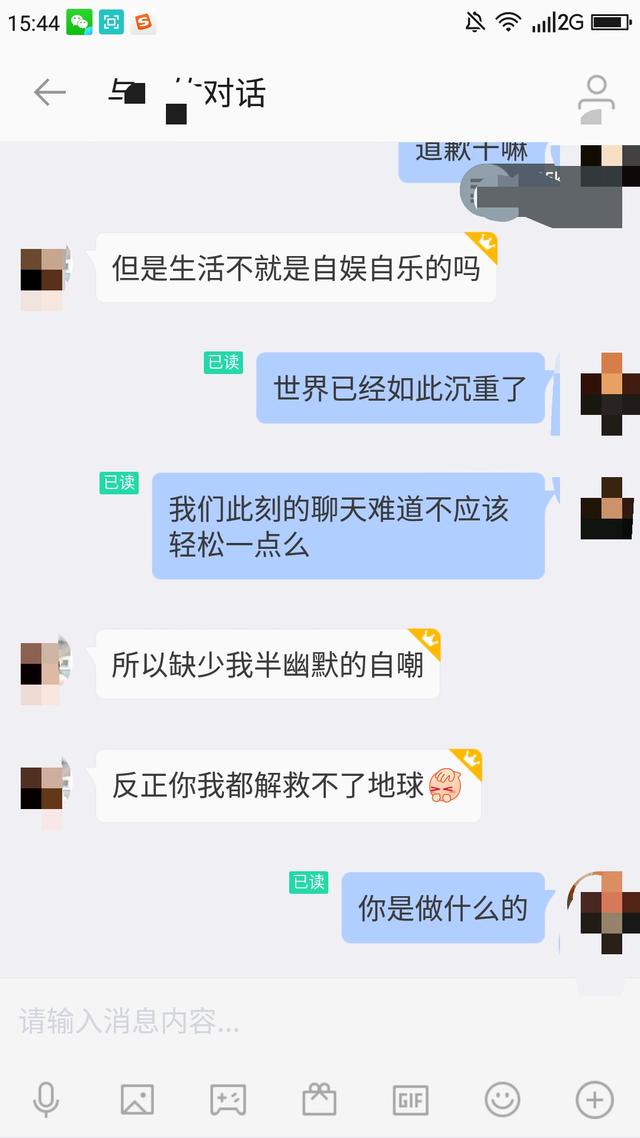 15:44
2G
对话
道歉干嘛
但是生活不就是自娱自乐的吗
已读
世界已经如此沉重了
已读
我们此刻的聊天难道不应该
轻松一点么
所以缺少我半幽默的自嘲
反正你我都解救不了地球
已读
你是做什么的
请输入消息内容...
GIF